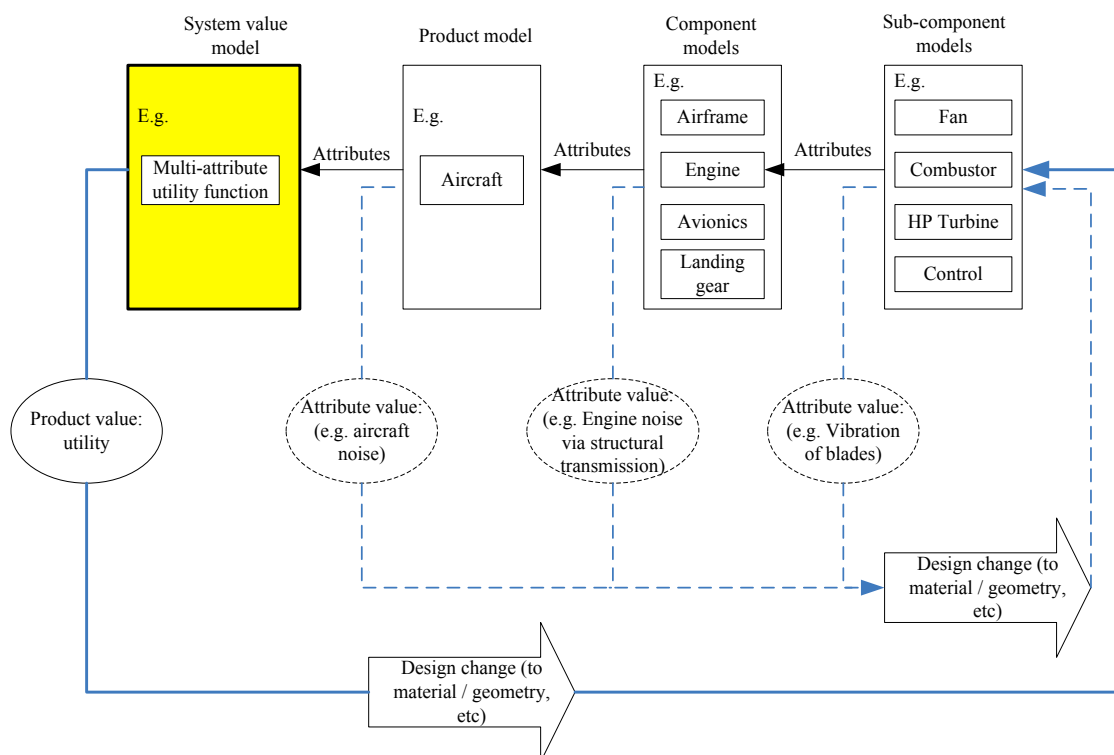 System value
model
Product model
Component
models
Sub-component
models
E.g.
Multi-attribute
utility function
Attributes
E.g.
Aircraft
Attributes
E.g.
Airframe
Engine
Avionics
Landing
gear
Attributes
E.g.
Fan
Combustor
HP Turbine
Control
Product value:
utility
Attribute value:
(e.g. aircraft
noise)
Attribute value:
(e.g. Engine noise
via structural
transmission)
Attribute value:
(e.g. Vibration
of blades)
Design change (to
material / geometry,
etc)
Design change (to
material / geometry,
etc)